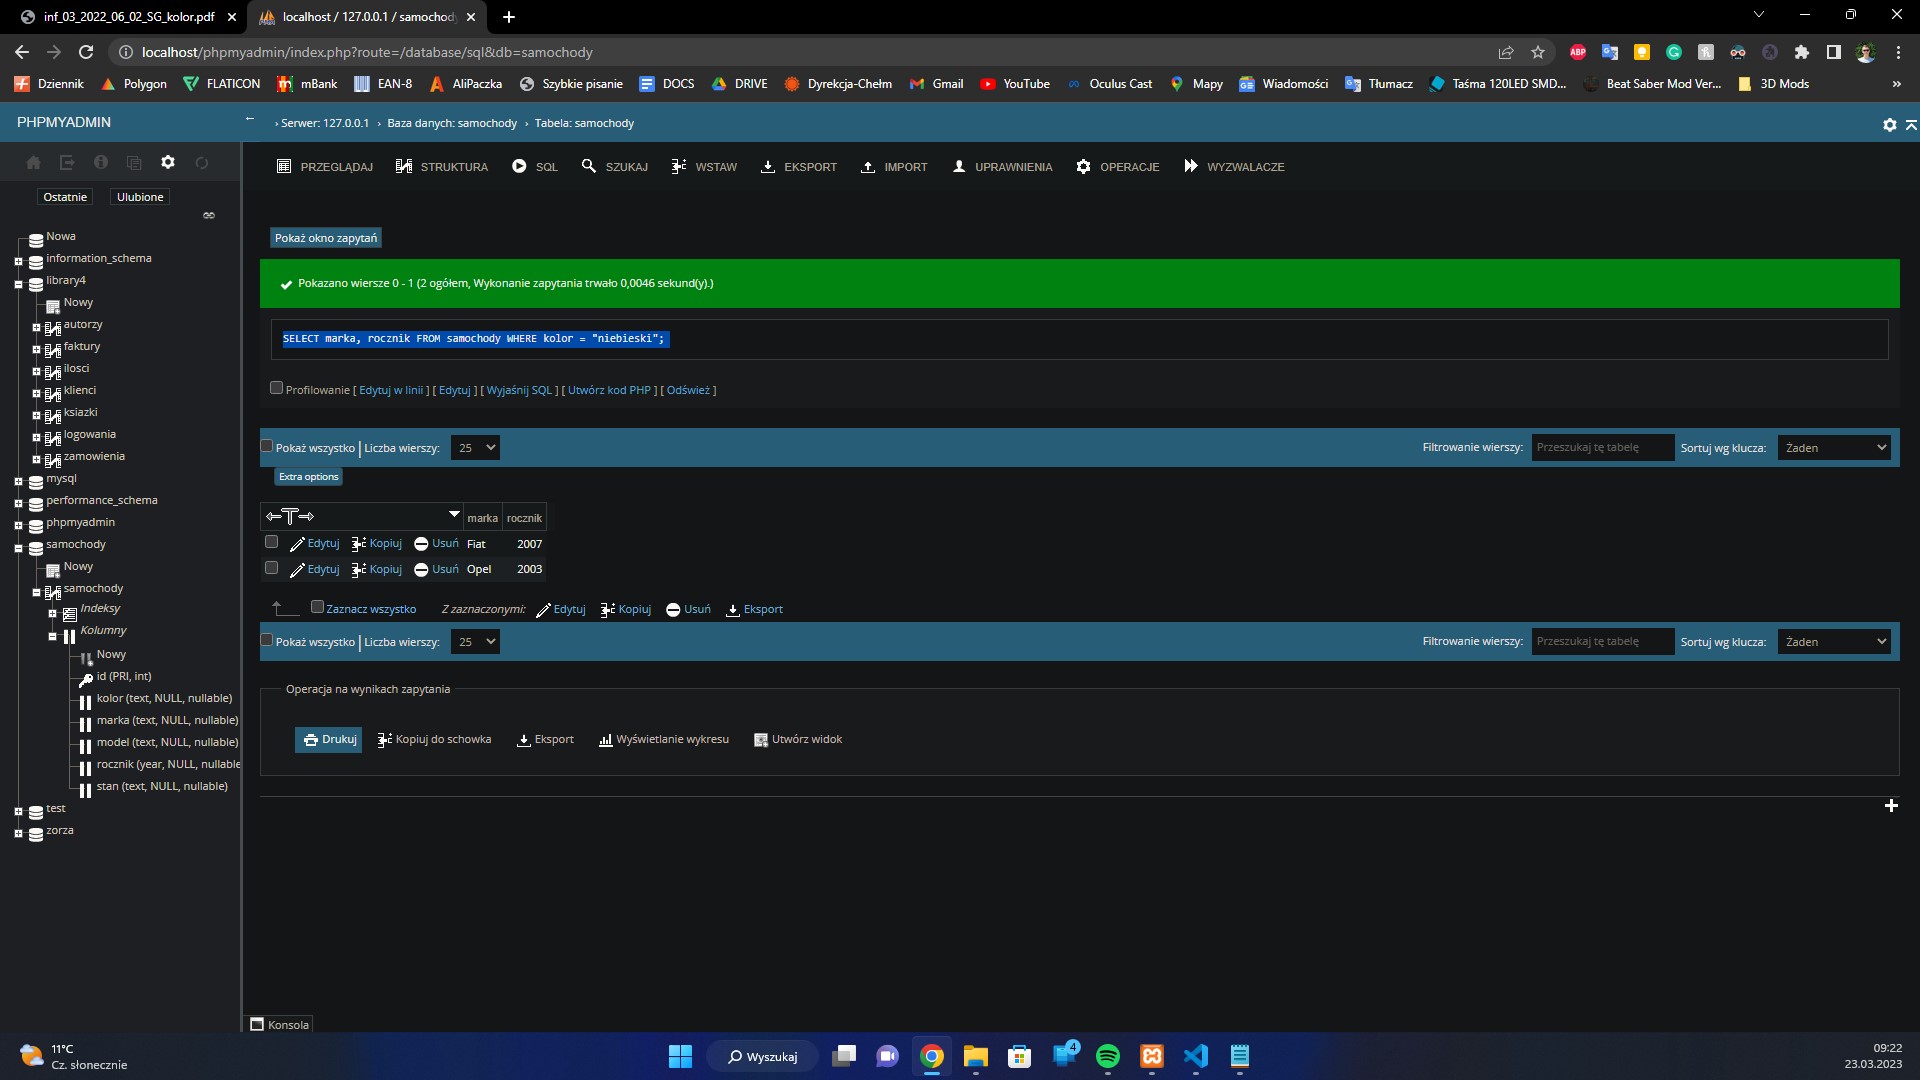 inf_03_2022_06_02_SG_kolor.pdf
localhost / 127.0.0.1 / samochody
localhost/phpmyadmin/index.php?route=/database/sql&db=samochody
ABP
Dziennik
Polygon
FLATICON
mBank
EAN-8
AliPaczka
Szybkie pisanie
DOCS
DRIVE
Dyrekcja-Chełm
Gmail
YouTube
Oculus Cast
Mapy
Wiadomości
Tłumacz
Taśma 120LED SMD...
Beat Saber Mod Ver...
3D Mods
»
PHPMYADMIN
← › Serwer: 127.0.0.1 › Baza danych: samochody › Tabela: samochody
PRZEGLĄDAJ
STRUKTURA
SQL
SZUKAJ
WSTAW
EKSPORT
IMPORT
UPRAWNIENIA
OPERACJE
WYZWALACZE
Ostatnie
Ulubione
Nowa
information_schema
library4
Nowy
autorzy
faktury
ilosci
klienci
ksiazki
logowania
zamowienia
mysql
performance_schema
phpmyadmin
samochody
Nowy
samochody
Indeksy
Kolumny
Nowy
id (PRI, int)
kolor (text, NULL, nullable)
marka (text, NULL, nullable)
model (text, NULL, nullable)
rocznik (year, NULL, nullable
stan (text, NULL, nullable)
test
zorza
Pokaż okno zapytań
Pokazano wiersze 0 - 1 (2 ogółem, Wykonanie zapytania trwało 0,0046 sekund(y).)
SELECT marka, rocznik FROM samochody WHERE kolor = "niebieski";
Profilowanie [ Edytuj w linii ] [ Edytuj ] [ Wyjaśnij SQL ] [ Utwórz kod PHP ] [ Odśwież ]
Pokaż wszystko | Liczba wierszy: 25 Filtrowanie wierszy: Przeszukaj tę tabelę Sortuj wg klucza: Żaden
Extra options
←T→ marka rocznik
Edytuj Kopiuj Usuń Fiat 2007
Edytuj Kopiuj Usuń Opel 2003
Zaznacz wszystko Z zaznaczonymi: Edytuj Kopiuj Usuń Eksport
Pokaż wszystko | Liczba wierszy: 25 Filtrowanie wierszy: Przeszukaj tę tabelę Sortuj wg klucza: Żaden
Operacja na wynikach zapytania
Drukuj Kopiuj do schowka Eksport Wyświetlanie wykresu Utwórz widok
Konsola
11°C
Cz. słonecznie
Wyszukaj
4
09:22
23.03.2023